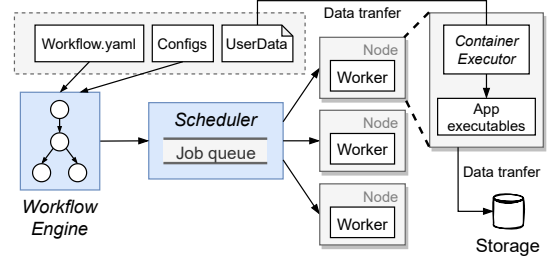 Workflow.yaml
Configs
UserData
Data tranfer
Workflow
Engine
Scheduler
Job queue
Node
Worker
Node
Worker
Node
Worker
Container
Executor
App
executables
Data tranfer
Storage